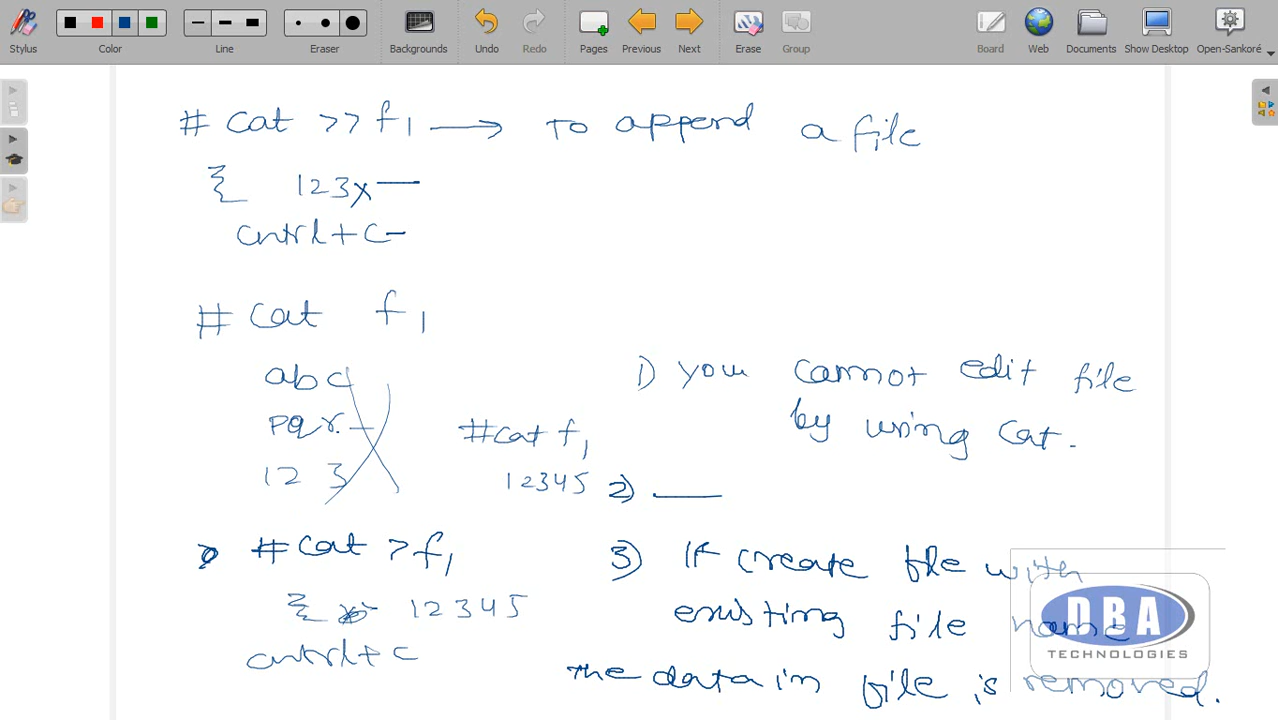 Stylus Color Line Eraser Backgrounds Undo Redo Pages Previous Next Erase Group Board Web Documents Show Desktop Open-Sankoré
# cat >> f1 → To append a file
123x
cntrl + c
# cat f1
abc
pqr
123
# cat f1
12345
# cat > f1
12345
cntrl + c
1) you cannot edit file
by using cat.
2)
3) If create file with
existing file name
the data in file is removed.
DBA
TECHNOLOGIES